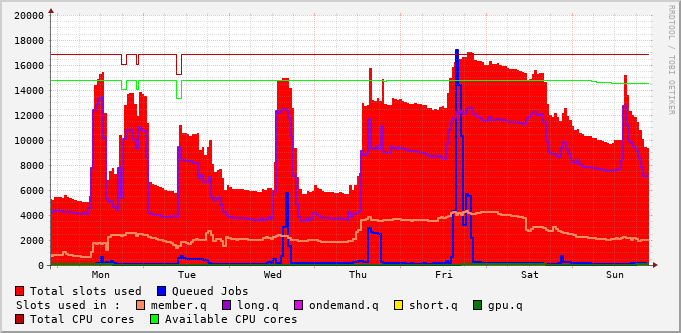 20000
18000
16000
14000
12000
10000
8000
6000
4000
2000
0
Mon Tue Wed Thu Fri Sat Sun
RRDTOOL / TOBI OETIKER
Total slots used Queued Jobs
Slots used in : member.q long.q ondemand.q short.q gpu.q
Total CPU cores Available CPU cores